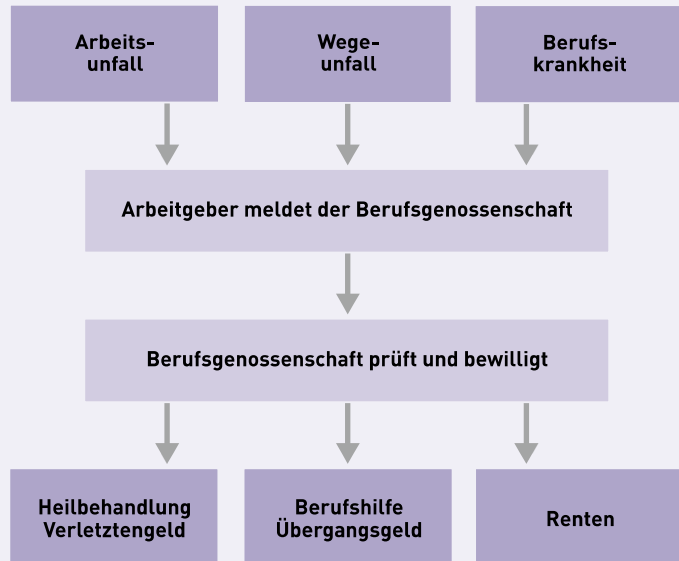 Arbeits-
unfall
Wege-
unfall
Berufs-
krankheit
Arbeitgeber meldet der Berufsgenossenschaft
Berufsgenossenschaft prüft und bewilligt
Heilbehandlung
Verletztengeld
Berufshilfe
Übergangsgeld
Renten